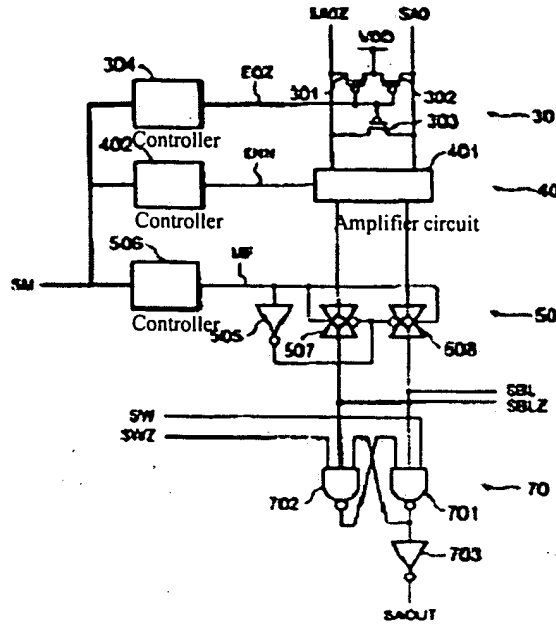 SAOZ SAO
VDD
304
EQZ
301 302
Controller 303 30
402
401
40
Controller Amplifier circuit
506
SM
Controller 505 507 508 50
SBL
SBLZ
SW
SWZ
702 701 70
703
SAOUT